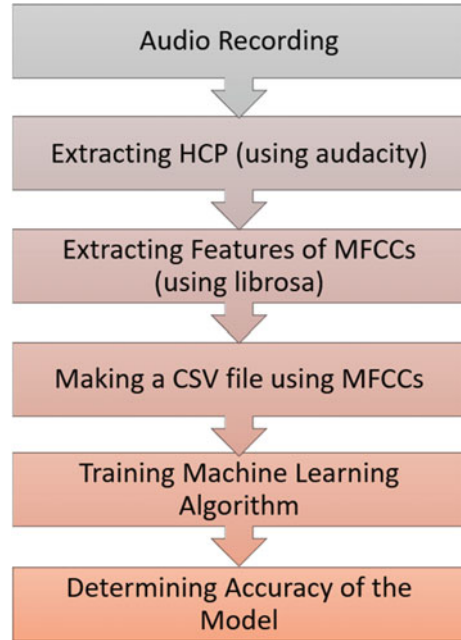 Audio Recording
Extracting HCP (using audacity)
Extracting Features of MFCCs
(using librosa)
Making a CSV file using MFCCs
Training Machine Learning
Algorithm
Determining Accuracy of the
Model